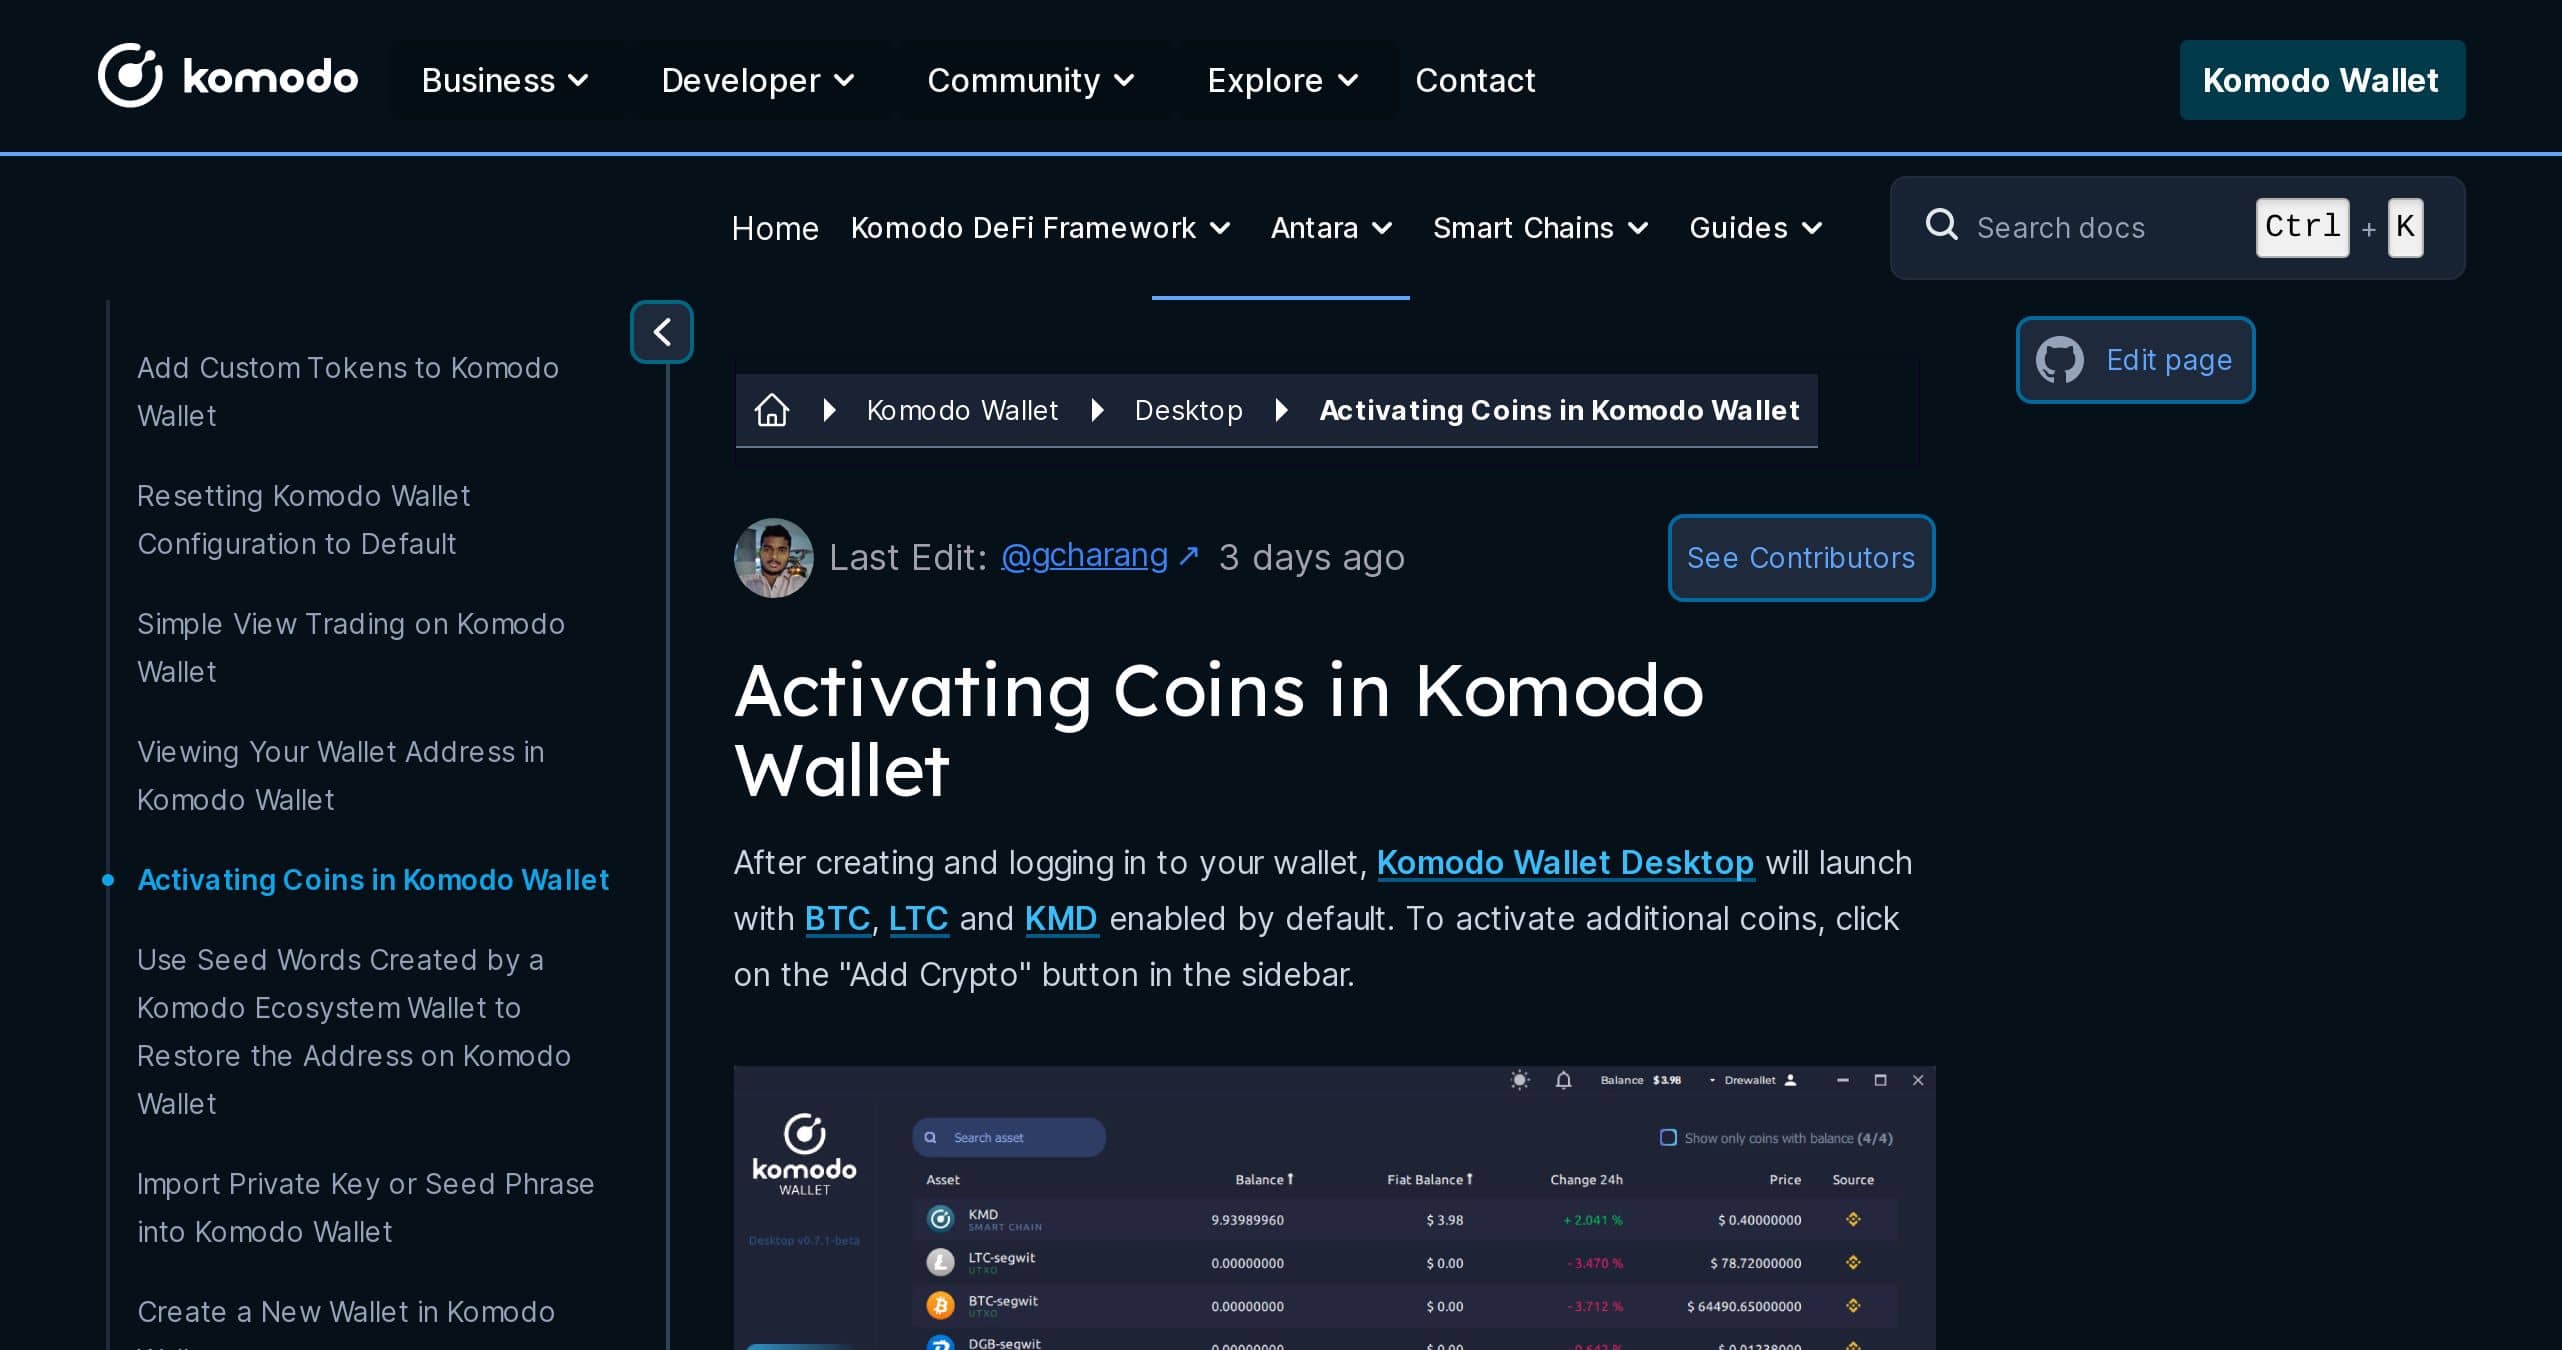 komodo Business Developer Community Explore Contact Komodo Wallet
Home Komodo DeFi Framework Antara Smart Chains Guides Search docs Ctrl + K
Add Custom Tokens to Komodo
Wallet
Resetting Komodo Wallet
Configuration to Default
Simple View Trading on Komodo
Wallet
Viewing Your Wallet Address in
Komodo Wallet
Activating Coins in Komodo Wallet
Use Seed Words Created by a
Komodo Ecosystem Wallet to
Restore the Address on Komodo
Wallet
Import Private Key or Seed Phrase
into Komodo Wallet
Create a New Wallet in Komodo
Komodo Wallet Desktop Activating Coins in Komodo Wallet
Edit page
Last Edit: @gcharang ↗ 3 days ago
See Contributors
Activating Coins in Komodo
Wallet
After creating and logging in to your wallet, Komodo Wallet Desktop will launch
with BTC, LTC and KMD enabled by default. To activate additional coins, click
on the "Add Crypto" button in the sidebar.
Balance $3.98 Drewallet
komodo
WALLET
Desktop v0.7.1-beta
Search asset
Show only coins with balance (4/4)
Asset Balance Fiat Balance Change 24h Price Source
KMD 9.93989960 $ 3.98 + 2.041 % $ 0.40000000
SMART CHAIN
LTC-segwit 0.00000000 $ 0.00 - 3.470 % $ 78.72000000
UTXO
BTC-segwit 0.00000000 $ 0.00 - 3.712 % $ 64490.65000000
UTXO
DGB-segwit